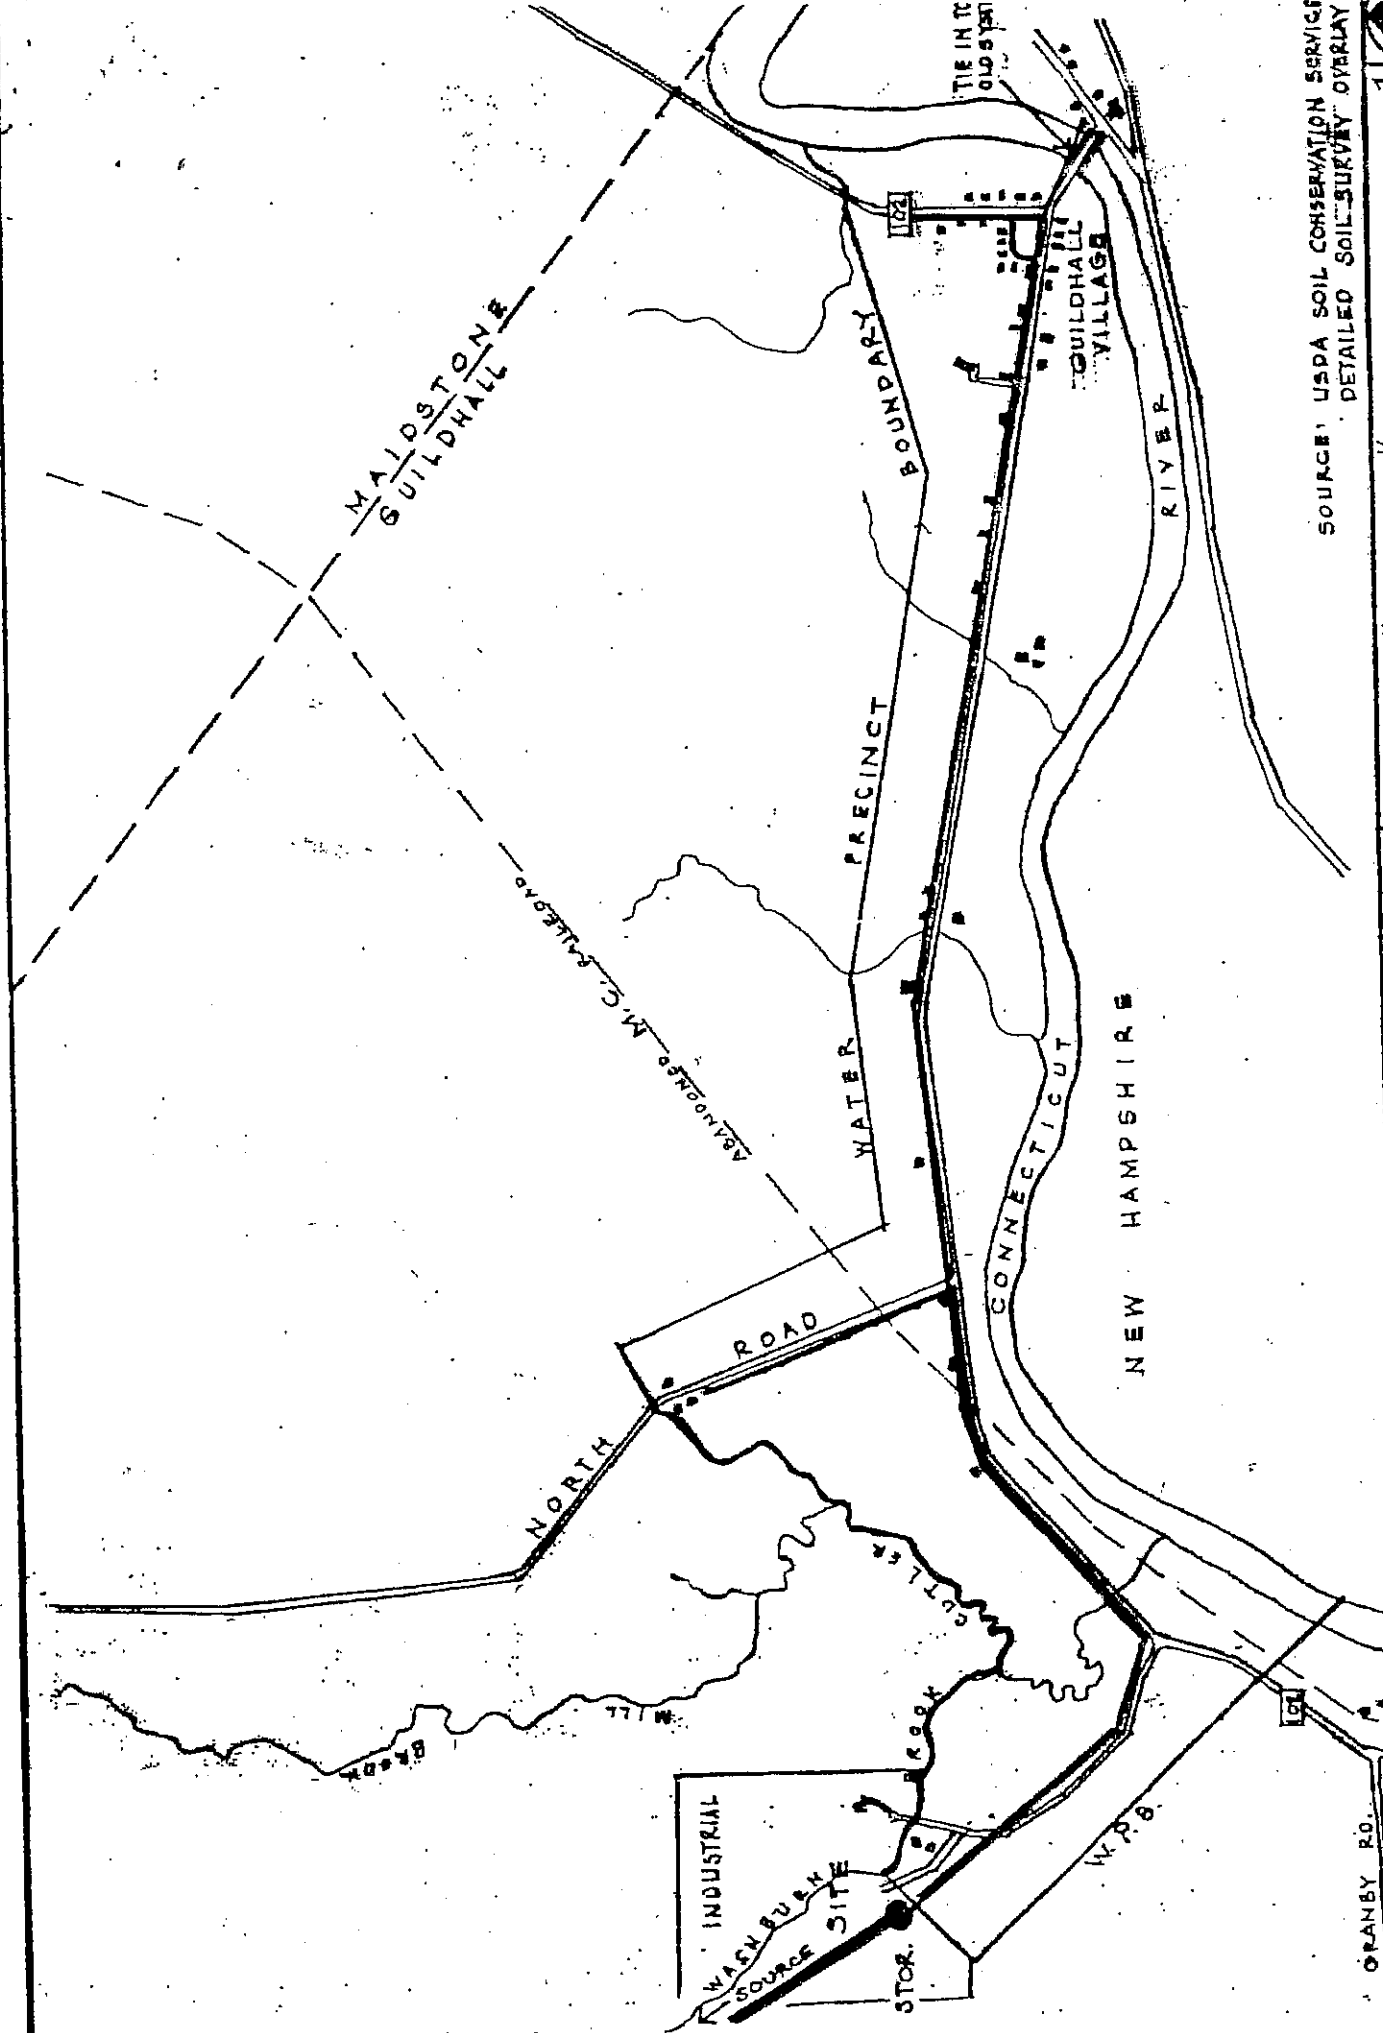 TIE IN TO
OLD SYST
MAIDSTONE
GUILDHALL
102
GUILDHALL
VILLAGE
WATER PRECINCT BOUNDARY
ABANDONED M.C. RAILROAD
CONNECTICUT RIVER
NEW HAMPSHIRE
NORTH ROAD
CUTLER
MILL
BROOK
BROOK
INDUSTRIAL
SITE
WASHBURNE
SOURCE
STOR.
W.P.B.
102
GRANBY RD.
SOURCE: USDA SOIL CONSERVATION SERVICE
DETAILED SOIL SURVEY OVERLAY